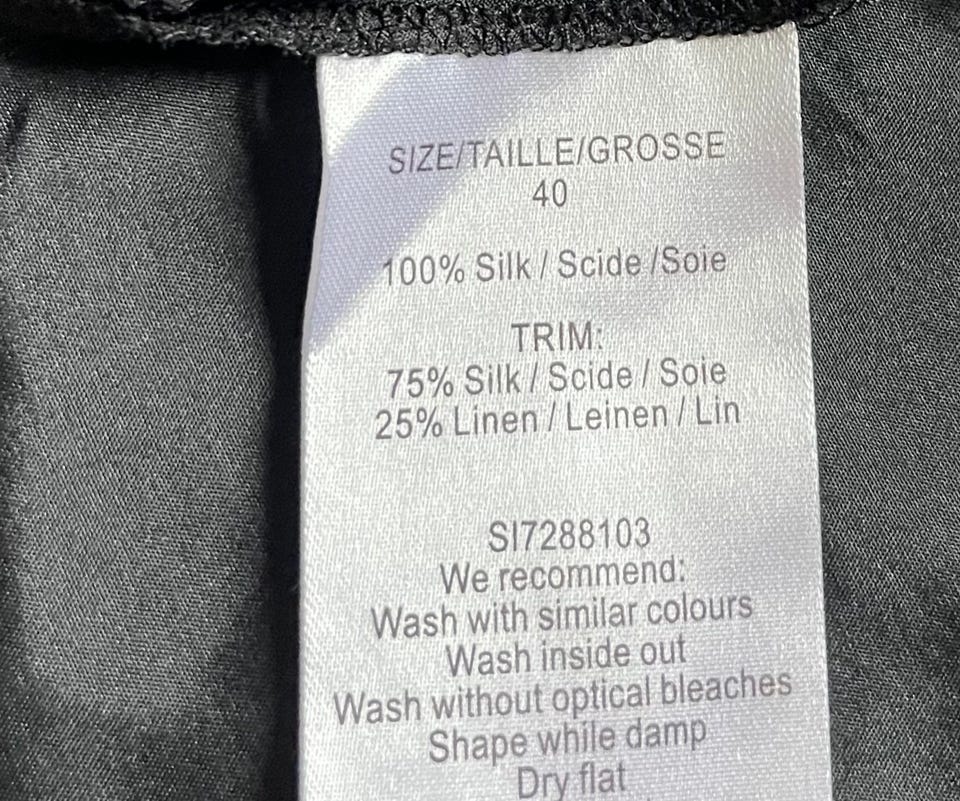 SIZE/TAILLE/GROSSE
40
100% Silk / Scide /Soie
TRIM:
75% Silk / Scide / Soie
25% Linen / Leinen / Lin
SI7288103
We recommend:
Wash with similar colours
Wash inside out
Wash without optical bleaches
Shape while damp
Dry flat